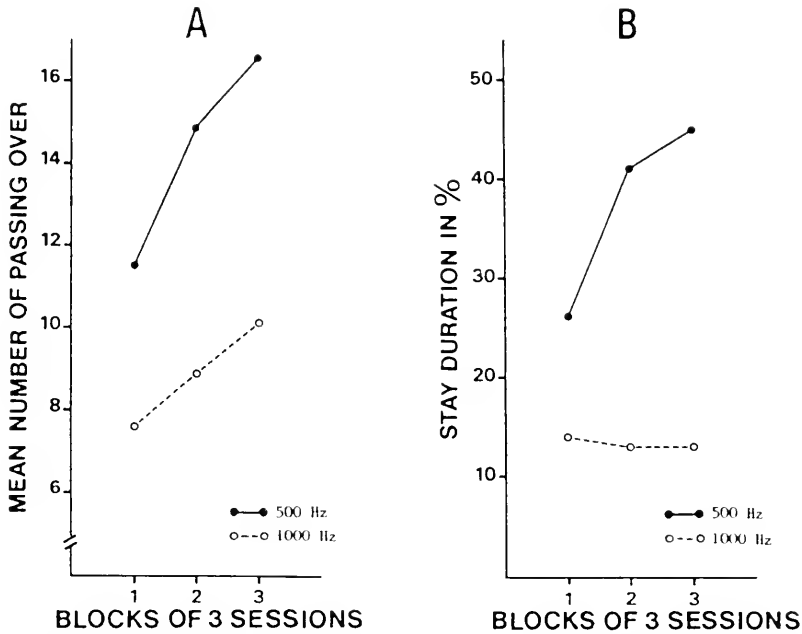 A
MEAN NUMBER OF PASSING OVER
16
14
12
10
8
6
500 Hz
1000 Hz
1 2 3
BLOCKS OF 3 SESSIONS
B
STAY DURATION IN %
50
40
30
20
10
500 Hz
1000 Hz
1 2 3
BLOCKS OF 3 SESSIONS